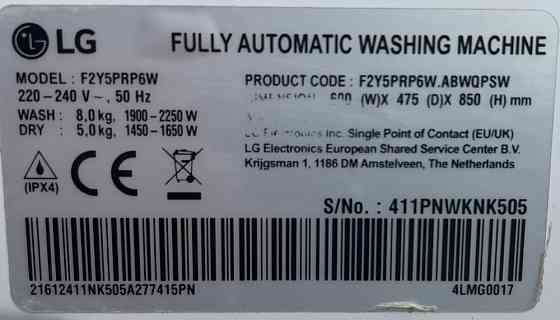 LG FULLY AUTOMATIC WASHING MACHINE
MODEL : F2Y5PRP6W
220-240 V~, 50 Hz
WASH : 8,0 kg, 1900-2250 W
DRY : 5,0 kg, 1450-1650 W
PRODUCT CODE : F2Y5PRP6W.ABWQPSW
600 (W)X 475 (D)X 850 (H) mm
Inc. Single Point of Contact (EU/UK)
LG Electronics European Shared Service Center B.V.
Krijgsman 1, 1186 DM Amstelveen, The Netherlands
(IPX4) CE
S/No. : 411PNWKNK505
21612411NK505A277415PN 4LMG0017